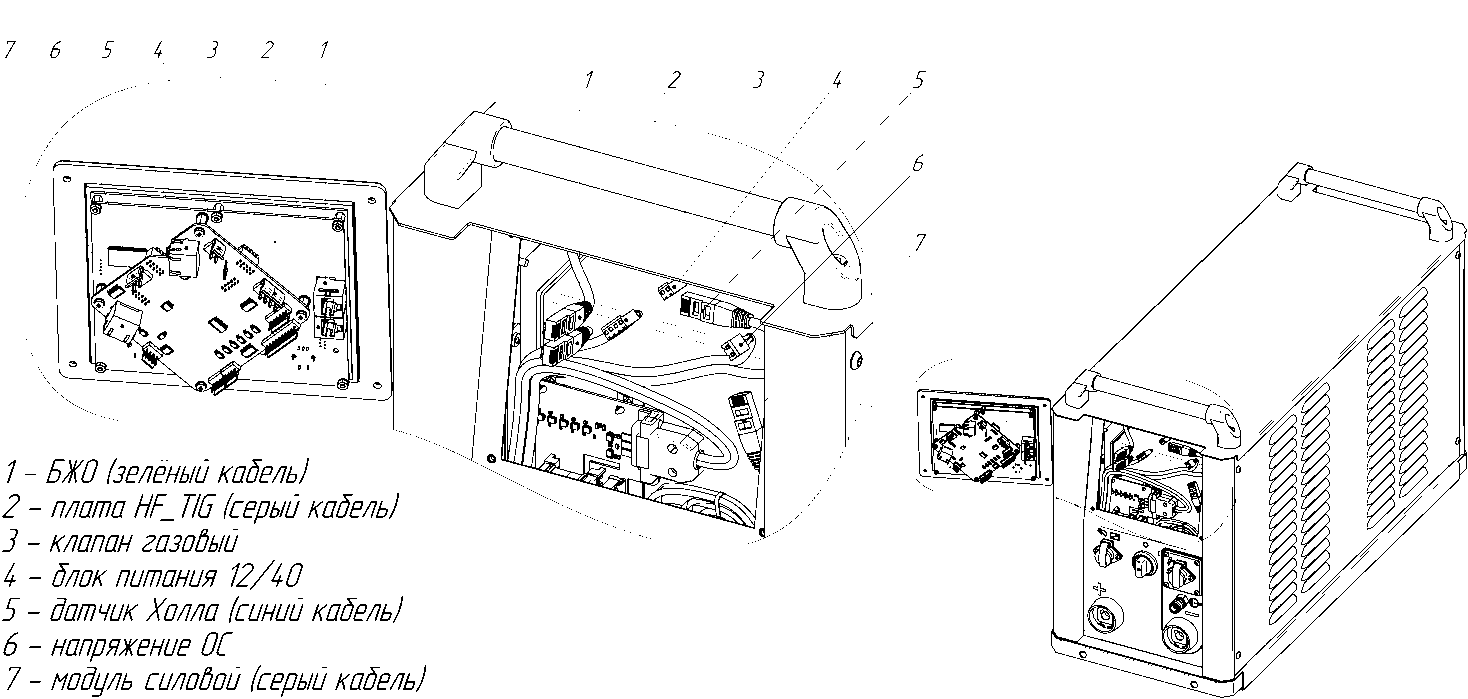 7 6 5 4 3 2 1
1 2 3 4 5
6
7
1 – БЖО (зелёный кабель)
2 – плата HF_TIG (серый кабель)
3 – клапан газовый
4 – блок питания 12/40
5 – датчик Холла (синий кабель)
6 – напряжение ОС
7 – модуль силовой (серый кабель)
+
–